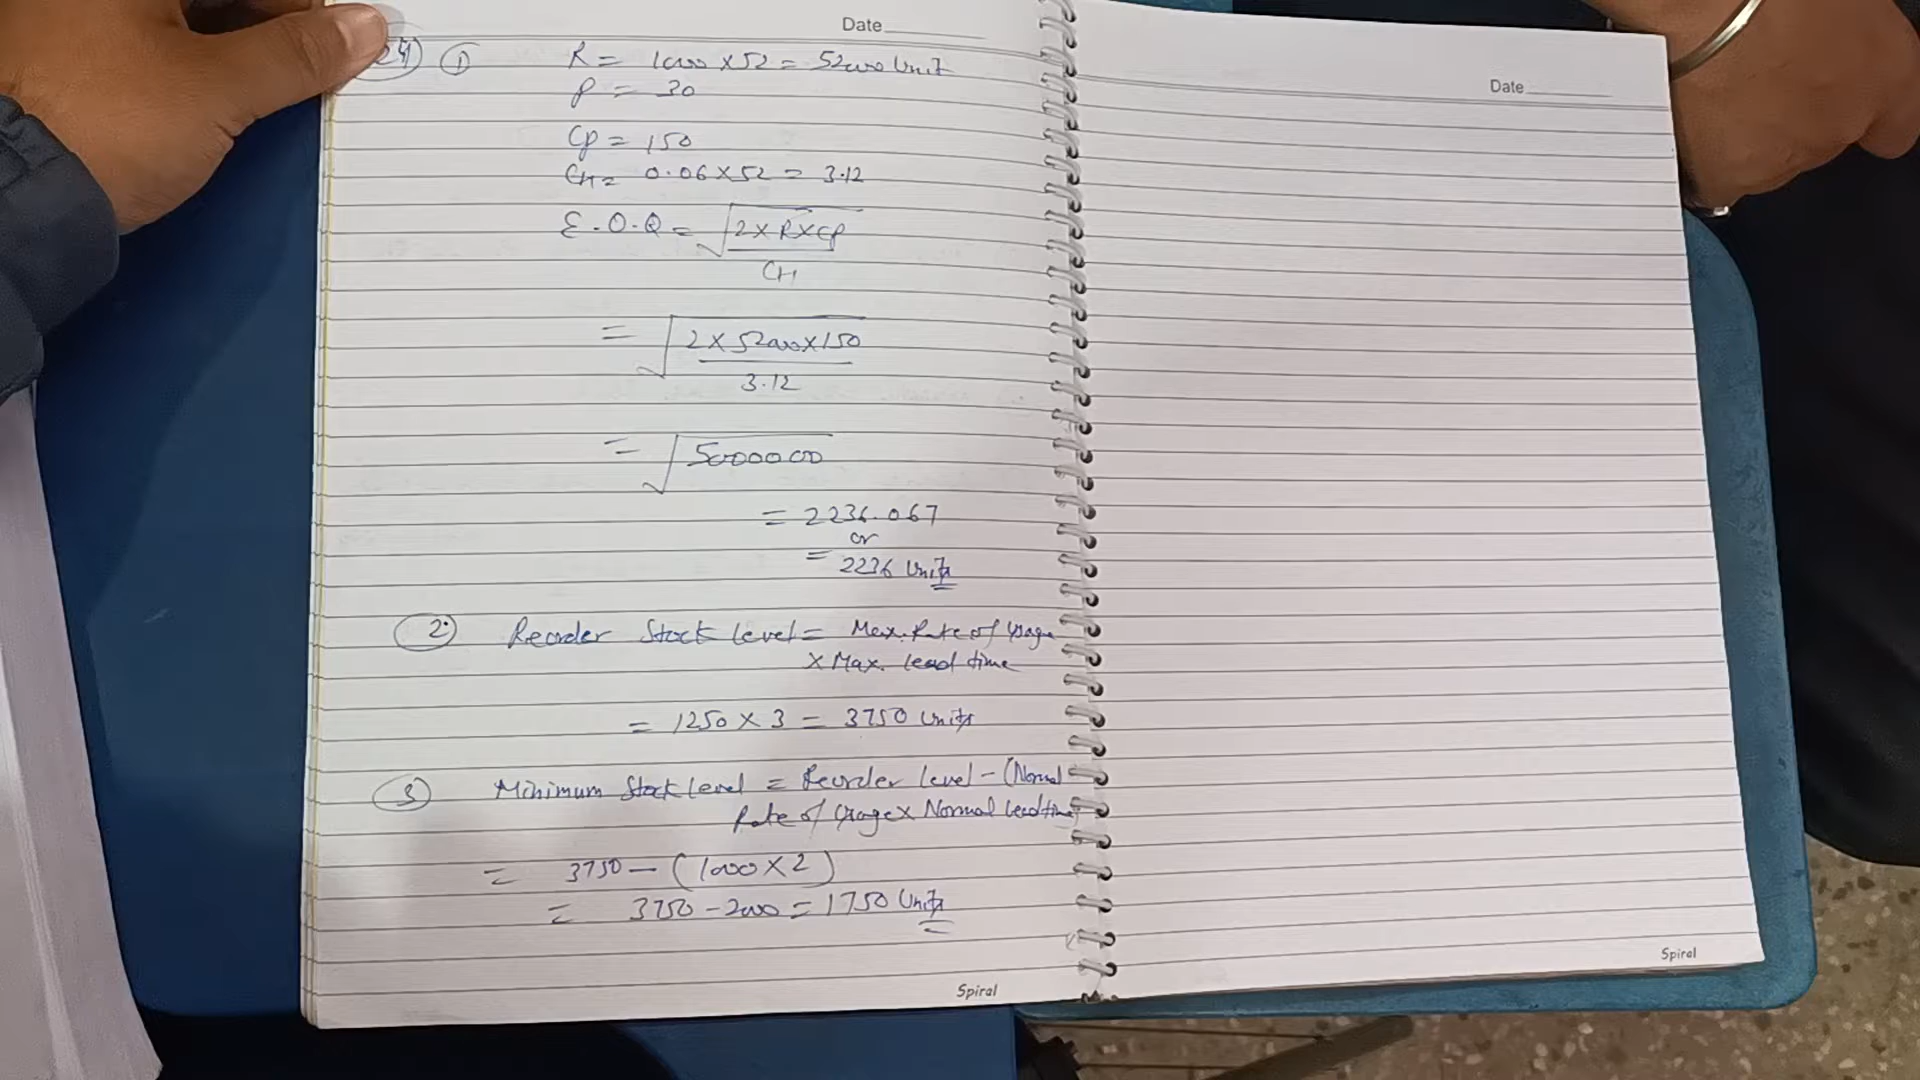 Date
24) ①
R = 1000 × 52 = 52000 Unit
P = 30
Cp = 150
CH = 0.06 × 52 = 3.12
E.O.Q = √2×R×CP
CH
= √2 × 52000 × 150
3.12
= √5000000
= 2236.067
or
= 2236 Units
② Reorder Stock level = Max. Rate of Usage
× Max. lead time
= 1250 × 3 = 3750 Units
③ Minimum Stock Level = Reorder level - (Normal
Rate of Usage × Normal Lead time)
= 3750 - (1000 × 2)
= 3750 - 2000 = 1750 Units
Spiral
Date
Spiral